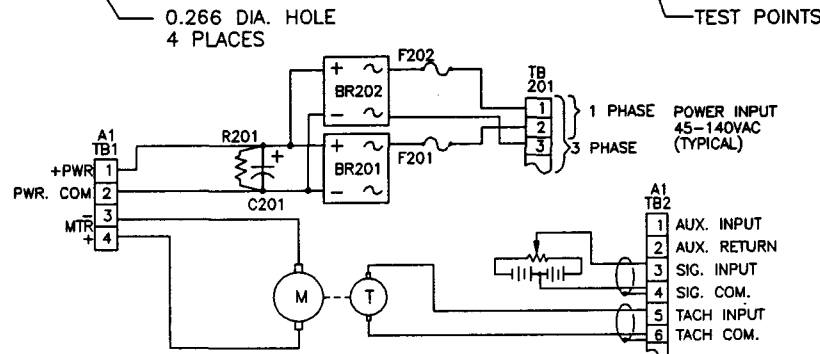 0.266 DIA. HOLE
4 PLACES
TEST POINTS
F202
+ ~
BR202
- ~
TB
201
1
2
3
1 PHASE
3 PHASE
POWER INPUT
45-140VAC
(TYPICAL)
R201
+
C201
+ ~
BR201
- ~
F201
A1
TB1
+PWR 1
PWR. COM 2
MTR - 3
+ 4
M
T
A1
TB2
1 AUX. INPUT
2 AUX. RETURN
3 SIG. INPUT
4 SIG. COM.
5 TACH INPUT
6 TACH COM.